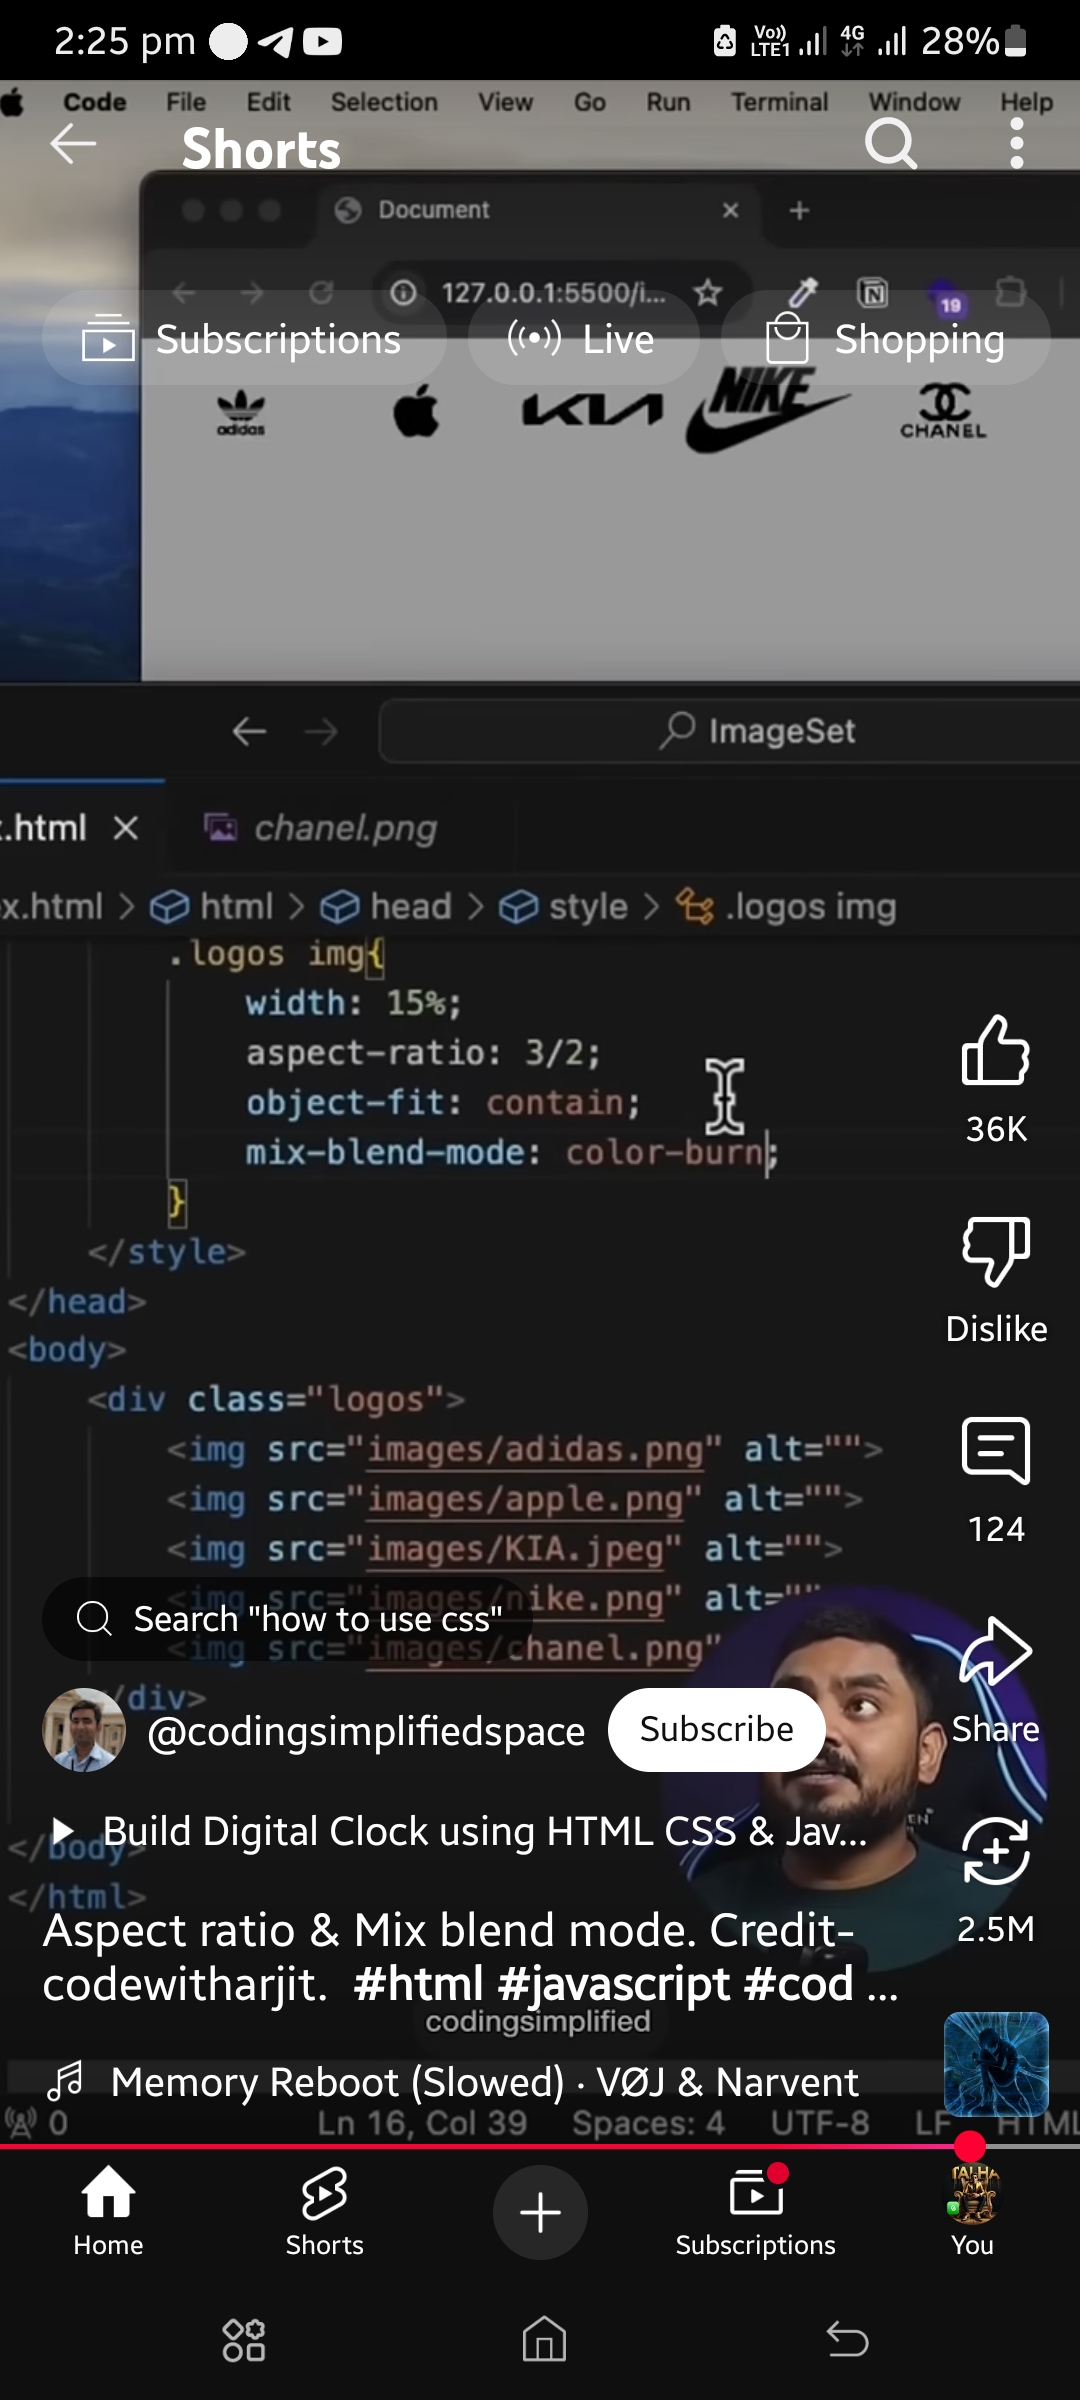 2:25 pm
Vo)) LTE1 4G 28%
Code File Edit Selection View Go Run Terminal Window Help
Shorts
Document
127.0.0.1:5500/i...
19
Subscriptions Live Shopping
adidas KIA NIKE CHANEL
ImageSet
.html chanel.png
x.html > html > head > style > .logos img
.logos img{
width: 15%;
aspect-ratio: 3/2;
object-fit: contain;
mix-blend-mode: color-burn;
}
</style>
</head>
<body>
<div class="logos">
<img src="images/adidas.png" alt="">
<img src="images/apple.png" alt="">
<img src="images/KIA.jpeg" alt="">
<img src="images/nike.png" alt=""
<img src="images/chanel.png"
/div>
</body>
</html>
36K
Dislike
124
Share
2.5M
Search "how to use css"
@codingsimplifiedspace Subscribe
Build Digital Clock using HTML CSS & Jav...
Aspect ratio & Mix blend mode. Credit-
codewitharjit. #html #javascript #cod ...
codingsimplified
Memory Reboot (Slowed) · VØJ & Narvent
0 Ln 16, Col 39 Spaces: 4 UTF-8 LF HTML
Home Shorts Subscriptions You